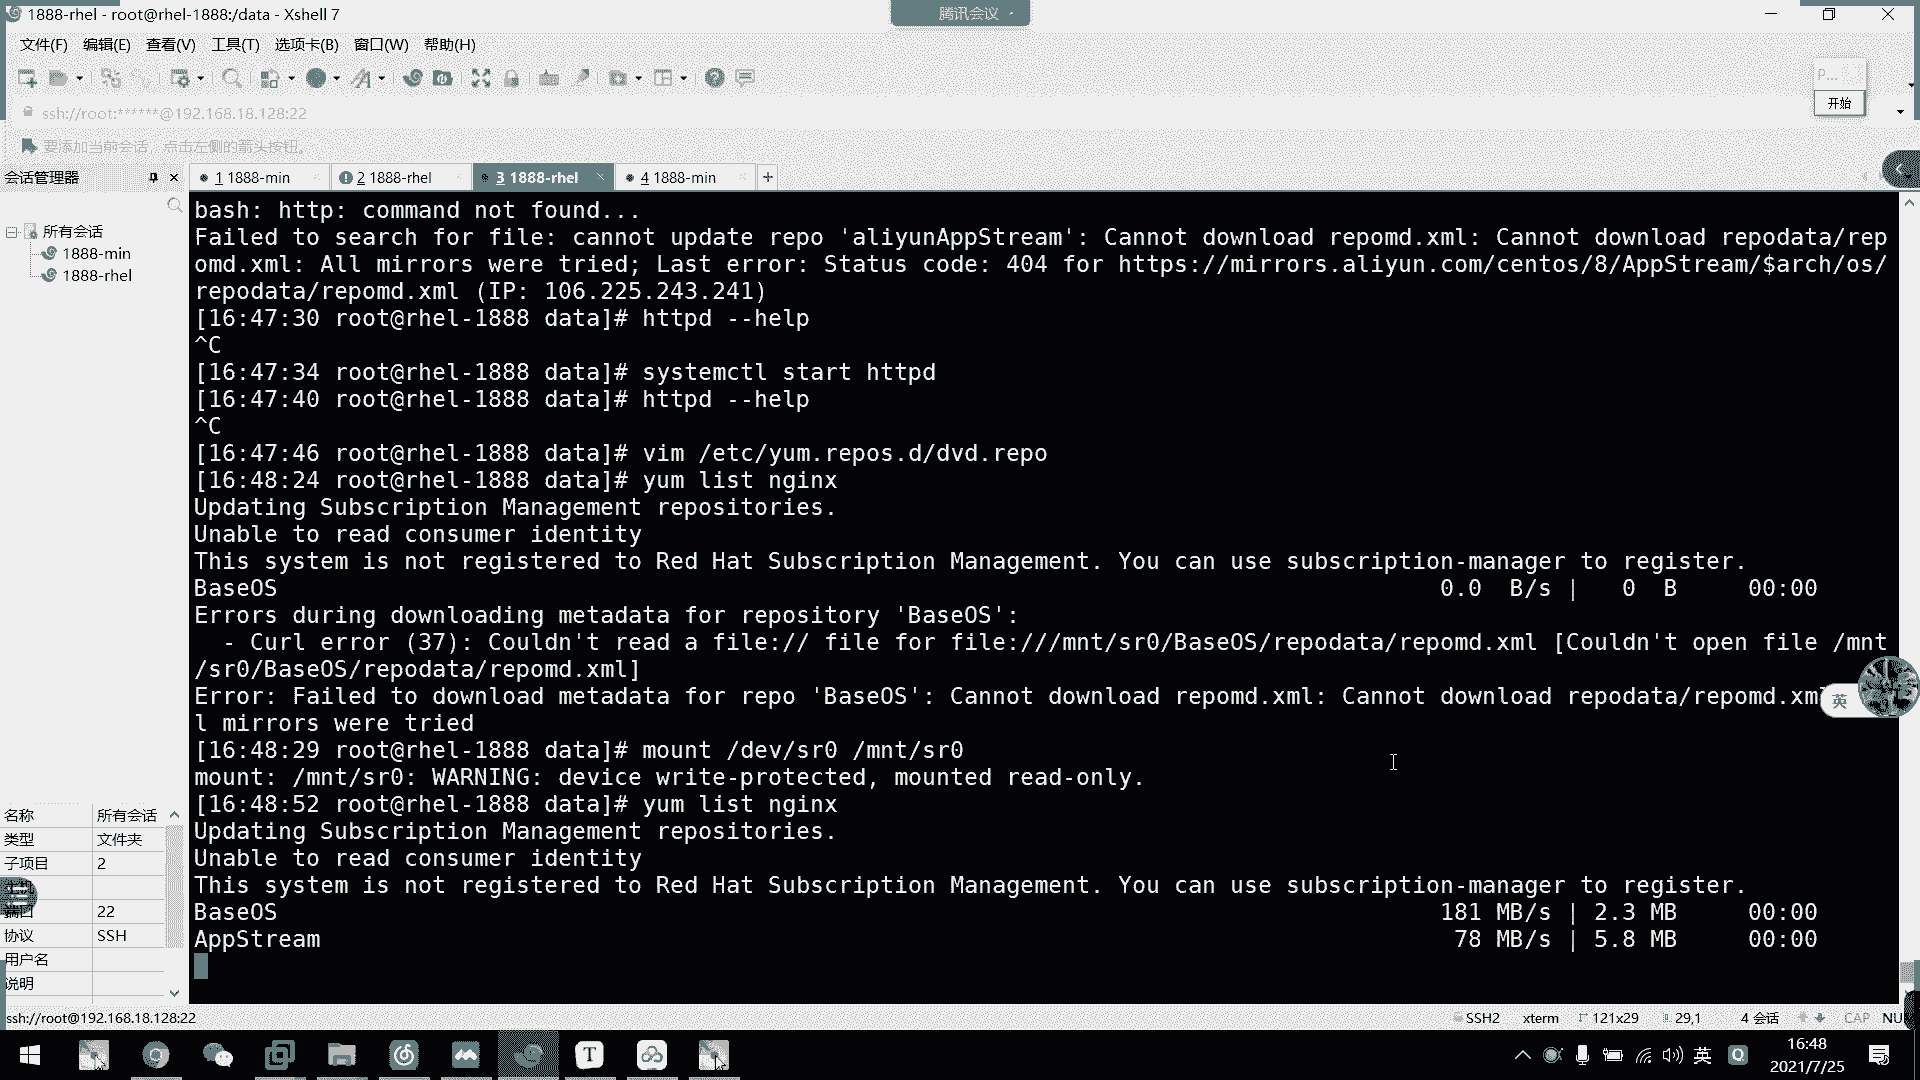 1888-rhel - root@rhel-1888:/data - Xshell 7
腾讯会议
文件(F) 编辑(E) 查看(V) 工具(T) 选项卡(B) 窗口(W) 帮助(H)
P...
开始
ssh://root:******@192.168.18.128:22
要添加当前会话，点击左侧的箭头按钮。
会话管理器
1 1888-min
2 1888-rhel
3 1888-rhel
4 1888-min
所有会话
1888-min
1888-rhel
bash: http: command not found...
Failed to search for file: cannot update repo 'aliyunAppStream': Cannot download repomd.xml: Cannot download repodata/rep
omd.xml: All mirrors were tried; Last error: Status code: 404 for https://mirrors.aliyun.com/centos/8/AppStream/$arch/os/
repodata/repomd.xml (IP: 106.225.243.241)
[16:47:30 root@rhel-1888 data]# httpd --help
^C
[16:47:34 root@rhel-1888 data]# systemctl start httpd
[16:47:40 root@rhel-1888 data]# httpd --help
^C
[16:47:46 root@rhel-1888 data]# vim /etc/yum.repos.d/dvd.repo
[16:48:24 root@rhel-1888 data]# yum list nginx
Updating Subscription Management repositories.
Unable to read consumer identity
This system is not registered to Red Hat Subscription Management. You can use subscription-manager to register.
BaseOS 0.0 B/s | 0 B 00:00
Errors during downloading metadata for repository 'BaseOS':
- Curl error (37): Couldn't read a file:// file for file:///mnt/sr0/BaseOS/repodata/repomd.xml [Couldn't open file /mnt
/sr0/BaseOS/repodata/repomd.xml]
Error: Failed to download metadata for repo 'BaseOS': Cannot download repomd.xml: Cannot download repodata/repomd.xm
l mirrors were tried
[16:48:29 root@rhel-1888 data]# mount /dev/sr0 /mnt/sr0
mount: /mnt/sr0: WARNING: device write-protected, mounted read-only.
[16:48:52 root@rhel-1888 data]# yum list nginx
Updating Subscription Management repositories.
Unable to read consumer identity
This system is not registered to Red Hat Subscription Management. You can use subscription-manager to register.
BaseOS 181 MB/s | 2.3 MB 00:00
AppStream 78 MB/s | 5.8 MB 00:00
英
名称 所有会话
类型 文件夹
子项目 2
端口 22
协议 SSH
用户名
说明
ssh://root@192.168.18.128:22
SSH2 xterm 121x29 29,1 4 会话 CAP NU
英
16:48
2021/7/25